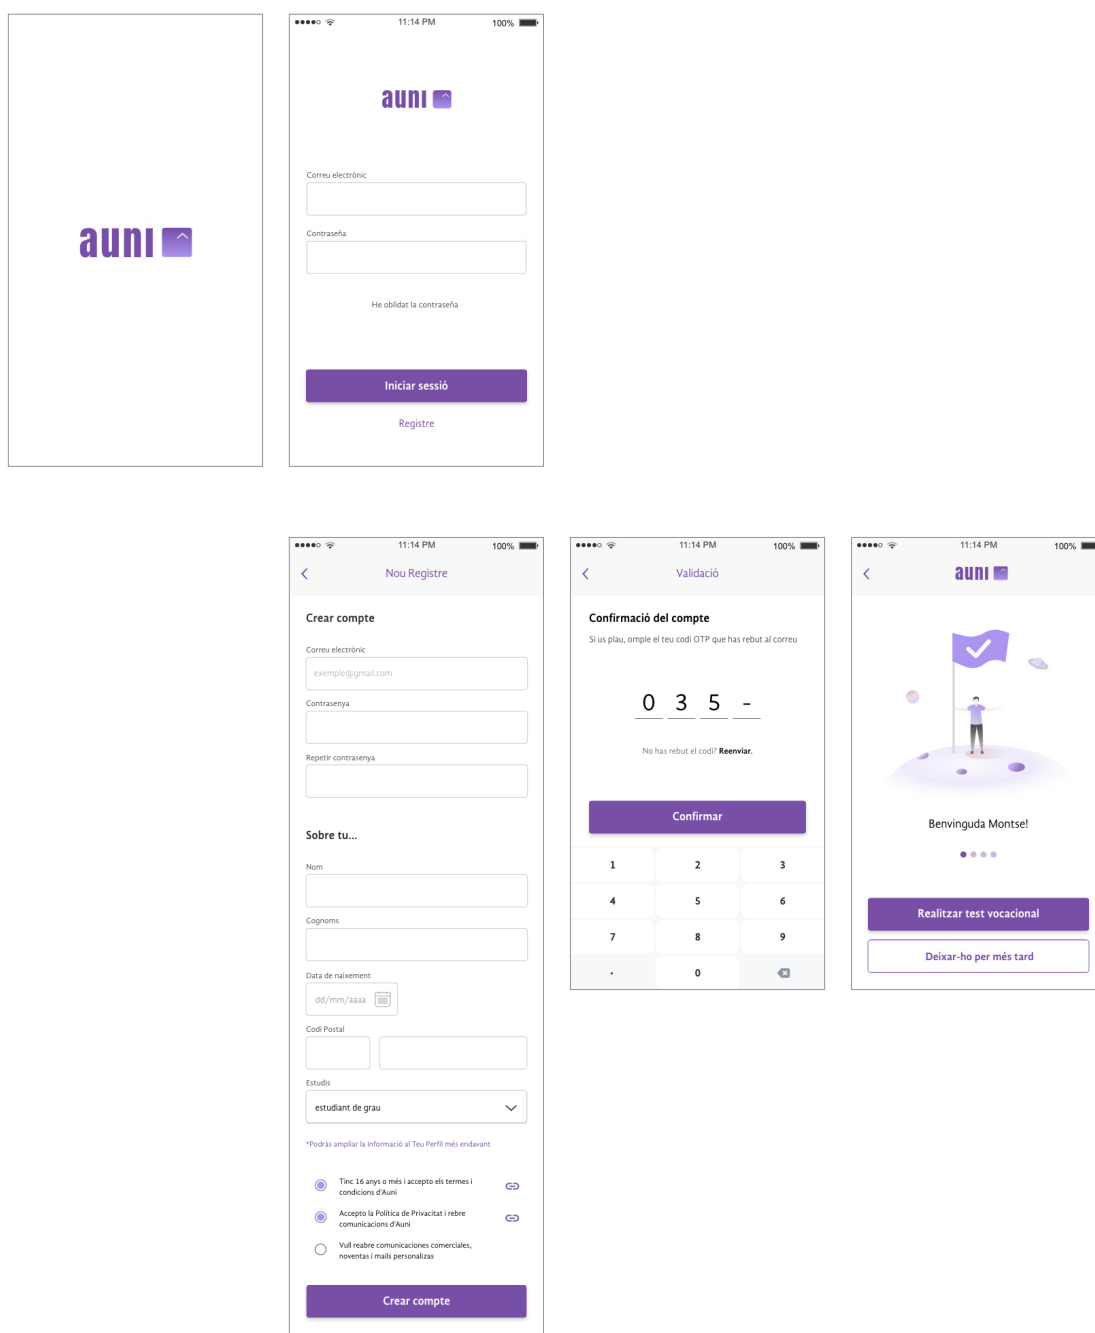 auni
11:14 PM
100%
auni
Correu electrònic
Contraseña
He oblidat la contraseña
Iniciar sessió
Registre
11:14 PM
100%
Nou Registre
Crear compte
Correu electrònic
exemple@gmail.com
Contrasenya
Repetir contrasenya
Sobre tu...
Nom
Cognoms
Data de naixement
dd/mm/aaaa
Codi Postal
Estudis
estudiant de grau
*Podràs ampliar la informació al Teu Perfil més endavant
Tinc 16 anys o més i accepto els termes i
condicions d'Auni
Accepto la Política de Privacitat i rebre
comunicacions d'Auni
Vull reabre comunicaciones comerciales,
noventas i mails personalizas
Crear compte
11:14 PM
100%
Validació
Confirmació del compte
Si us plau, omple el teu codi OTP que has rebut al correu
0 3 5 -
No has rebut el codi? Reenviar.
Confirmar
1 2 3
4 5 6
7 8 9
. 0
11:14 PM
100%
auni
Benvinguda Montse!
Realitzar test vocacional
Deixar-ho per més tard